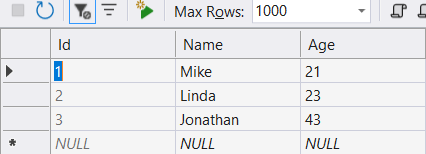 Max Rows: 1000
Id Name Age
1 Mike 21
2 Linda 23
3 Jonathan 43
NULL NULL NULL